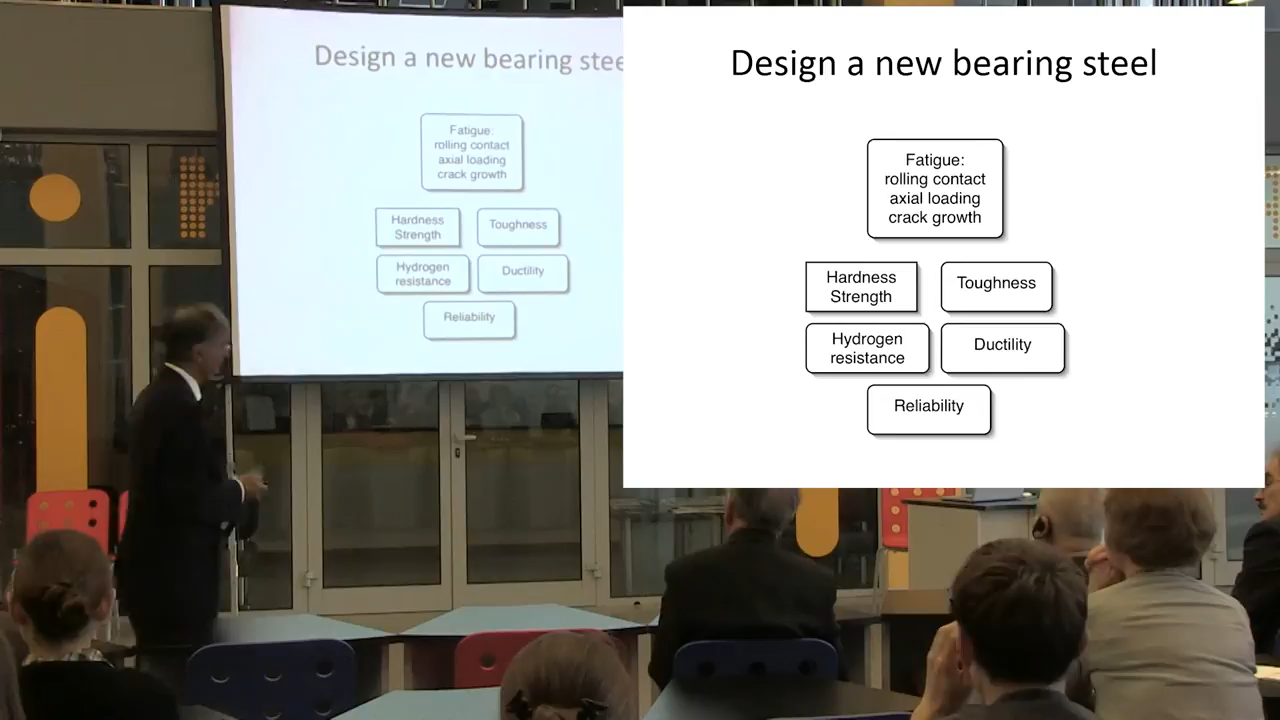 Design a new bearing stee
Fatigue:
rolling contact
axial loading
crack growth
Hardness
Strength
Toughness
Hydrogen
resistance
Ductility
Reliability
Design a new bearing steel
Fatigue:
rolling contact
axial loading
crack growth
Hardness
Strength
Toughness
Hydrogen
resistance
Ductility
Reliability